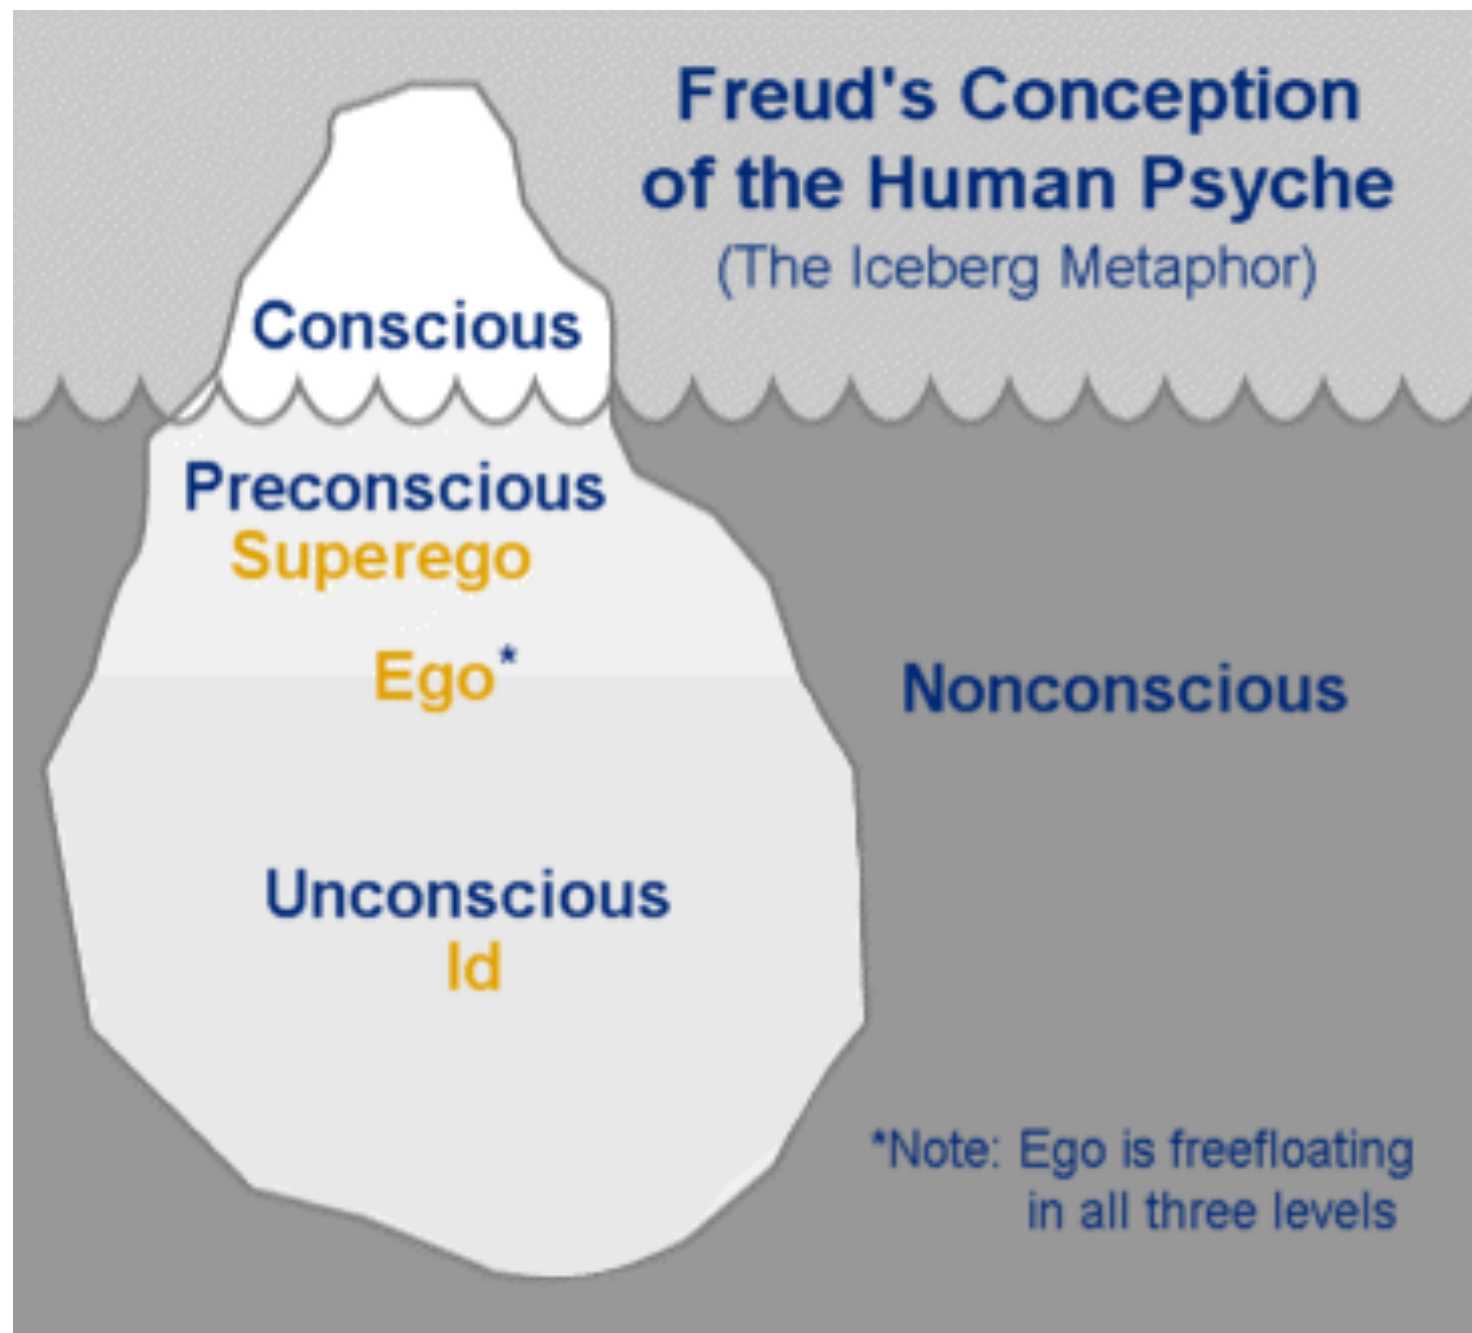 Freud's Conception
of the Human Psyche
(The Iceberg Metaphor)
Conscious
Preconscious
Superego
Ego*
Nonconscious
Unconscious
Id
*Note: Ego is freefloating
in all three levels